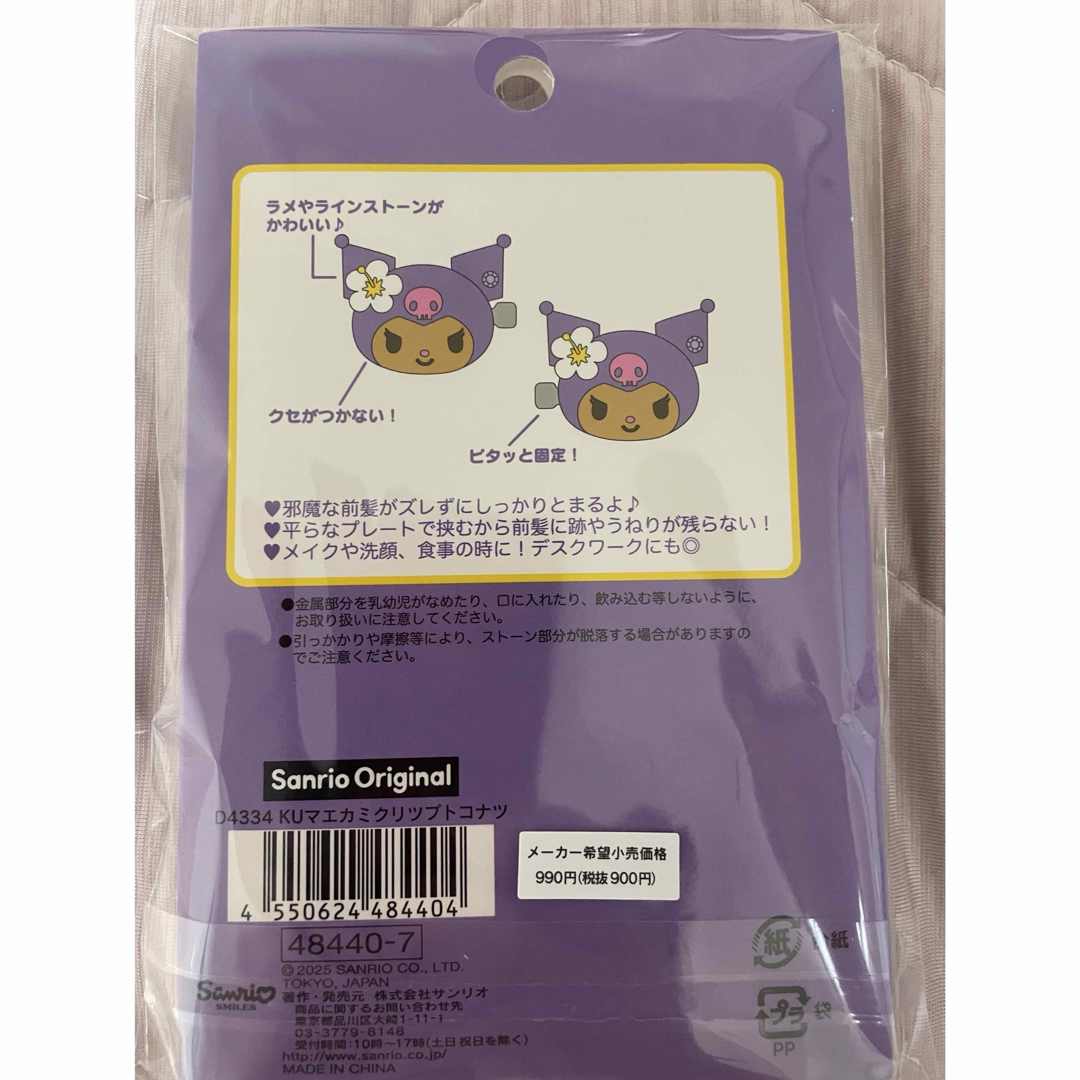 ラメやラインストーンが
かわいい♪
クセがつかない！
ピタッと固定！
♥邪魔な前髪がズレずにしっかりとまるよ♪
♥平らなプレートで挟むから前髪に跡やうねりが残らない！
♥メイクや洗顔、食事の時に！デスクワークにも◎
●金属部分を乳幼児がなめたり、口に入れたり、飲み込む等しないように、
お取り扱いに注意してください。
●引っかかりや摩擦等により、ストーン部分が脱落する場合がありますの
でご注意ください。
Sanrio Original
D4334 KUマエカミクリツプトコナツ
メーカー希望小売価格
990円(税抜900円)
4 550624 484404
48440-7
©2025 SANRIO CO., LTD.
TOKYO, JAPAN
著作・発売元 株式会社サンリオ
商品に関するお問い合わせ先
東京都品川区大崎1-11-1
03-3779-8148
受付時間：10時〜17時(土日祝日を除く)
http://www.sanrio.co.jp/
MADE IN CHINA
Sanrio
SMILES
紙
台紙
プラ 袋
PP